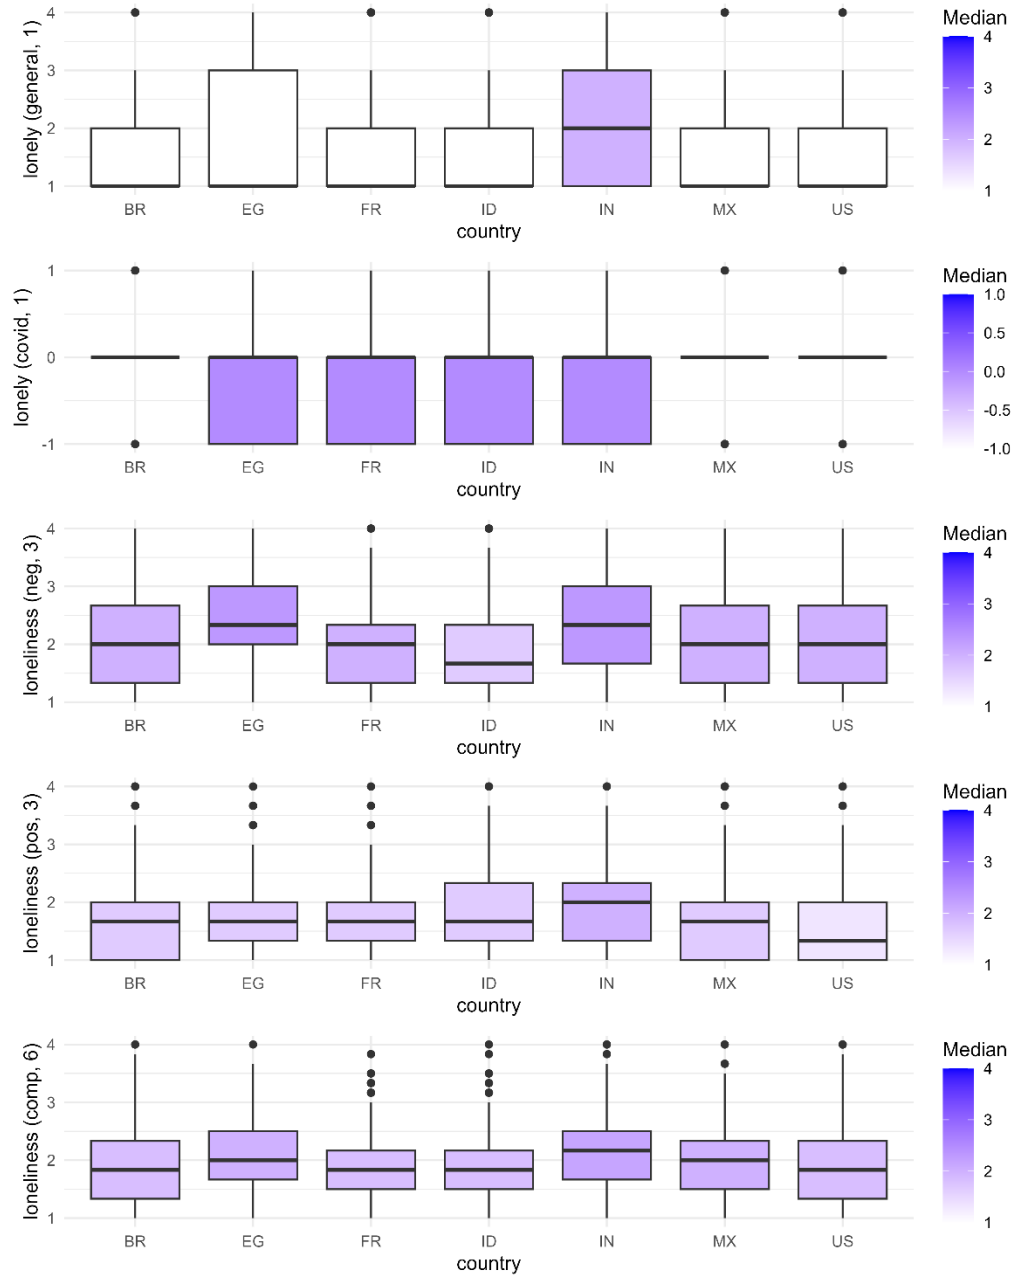 lonely (general, 1)
4
3
2
1
BR EG FR ID IN MX US
country
Median
4
3
2
1
lonely (covid, 1)
1
0
-1
BR EG FR ID IN MX US
country
Median
1.0
0.5
0.0
-0.5
-1.0
loneliness (neg, 3)
4
3
2
1
BR EG FR ID IN MX US
country
Median
4
3
2
1
loneliness (pos, 3)
4
3
2
1
BR EG FR ID IN MX US
country
Median
4
3
2
1
loneliness (comp, 6)
4
3
2
1
BR EG FR ID IN MX US
country
Median
4
3
2
1